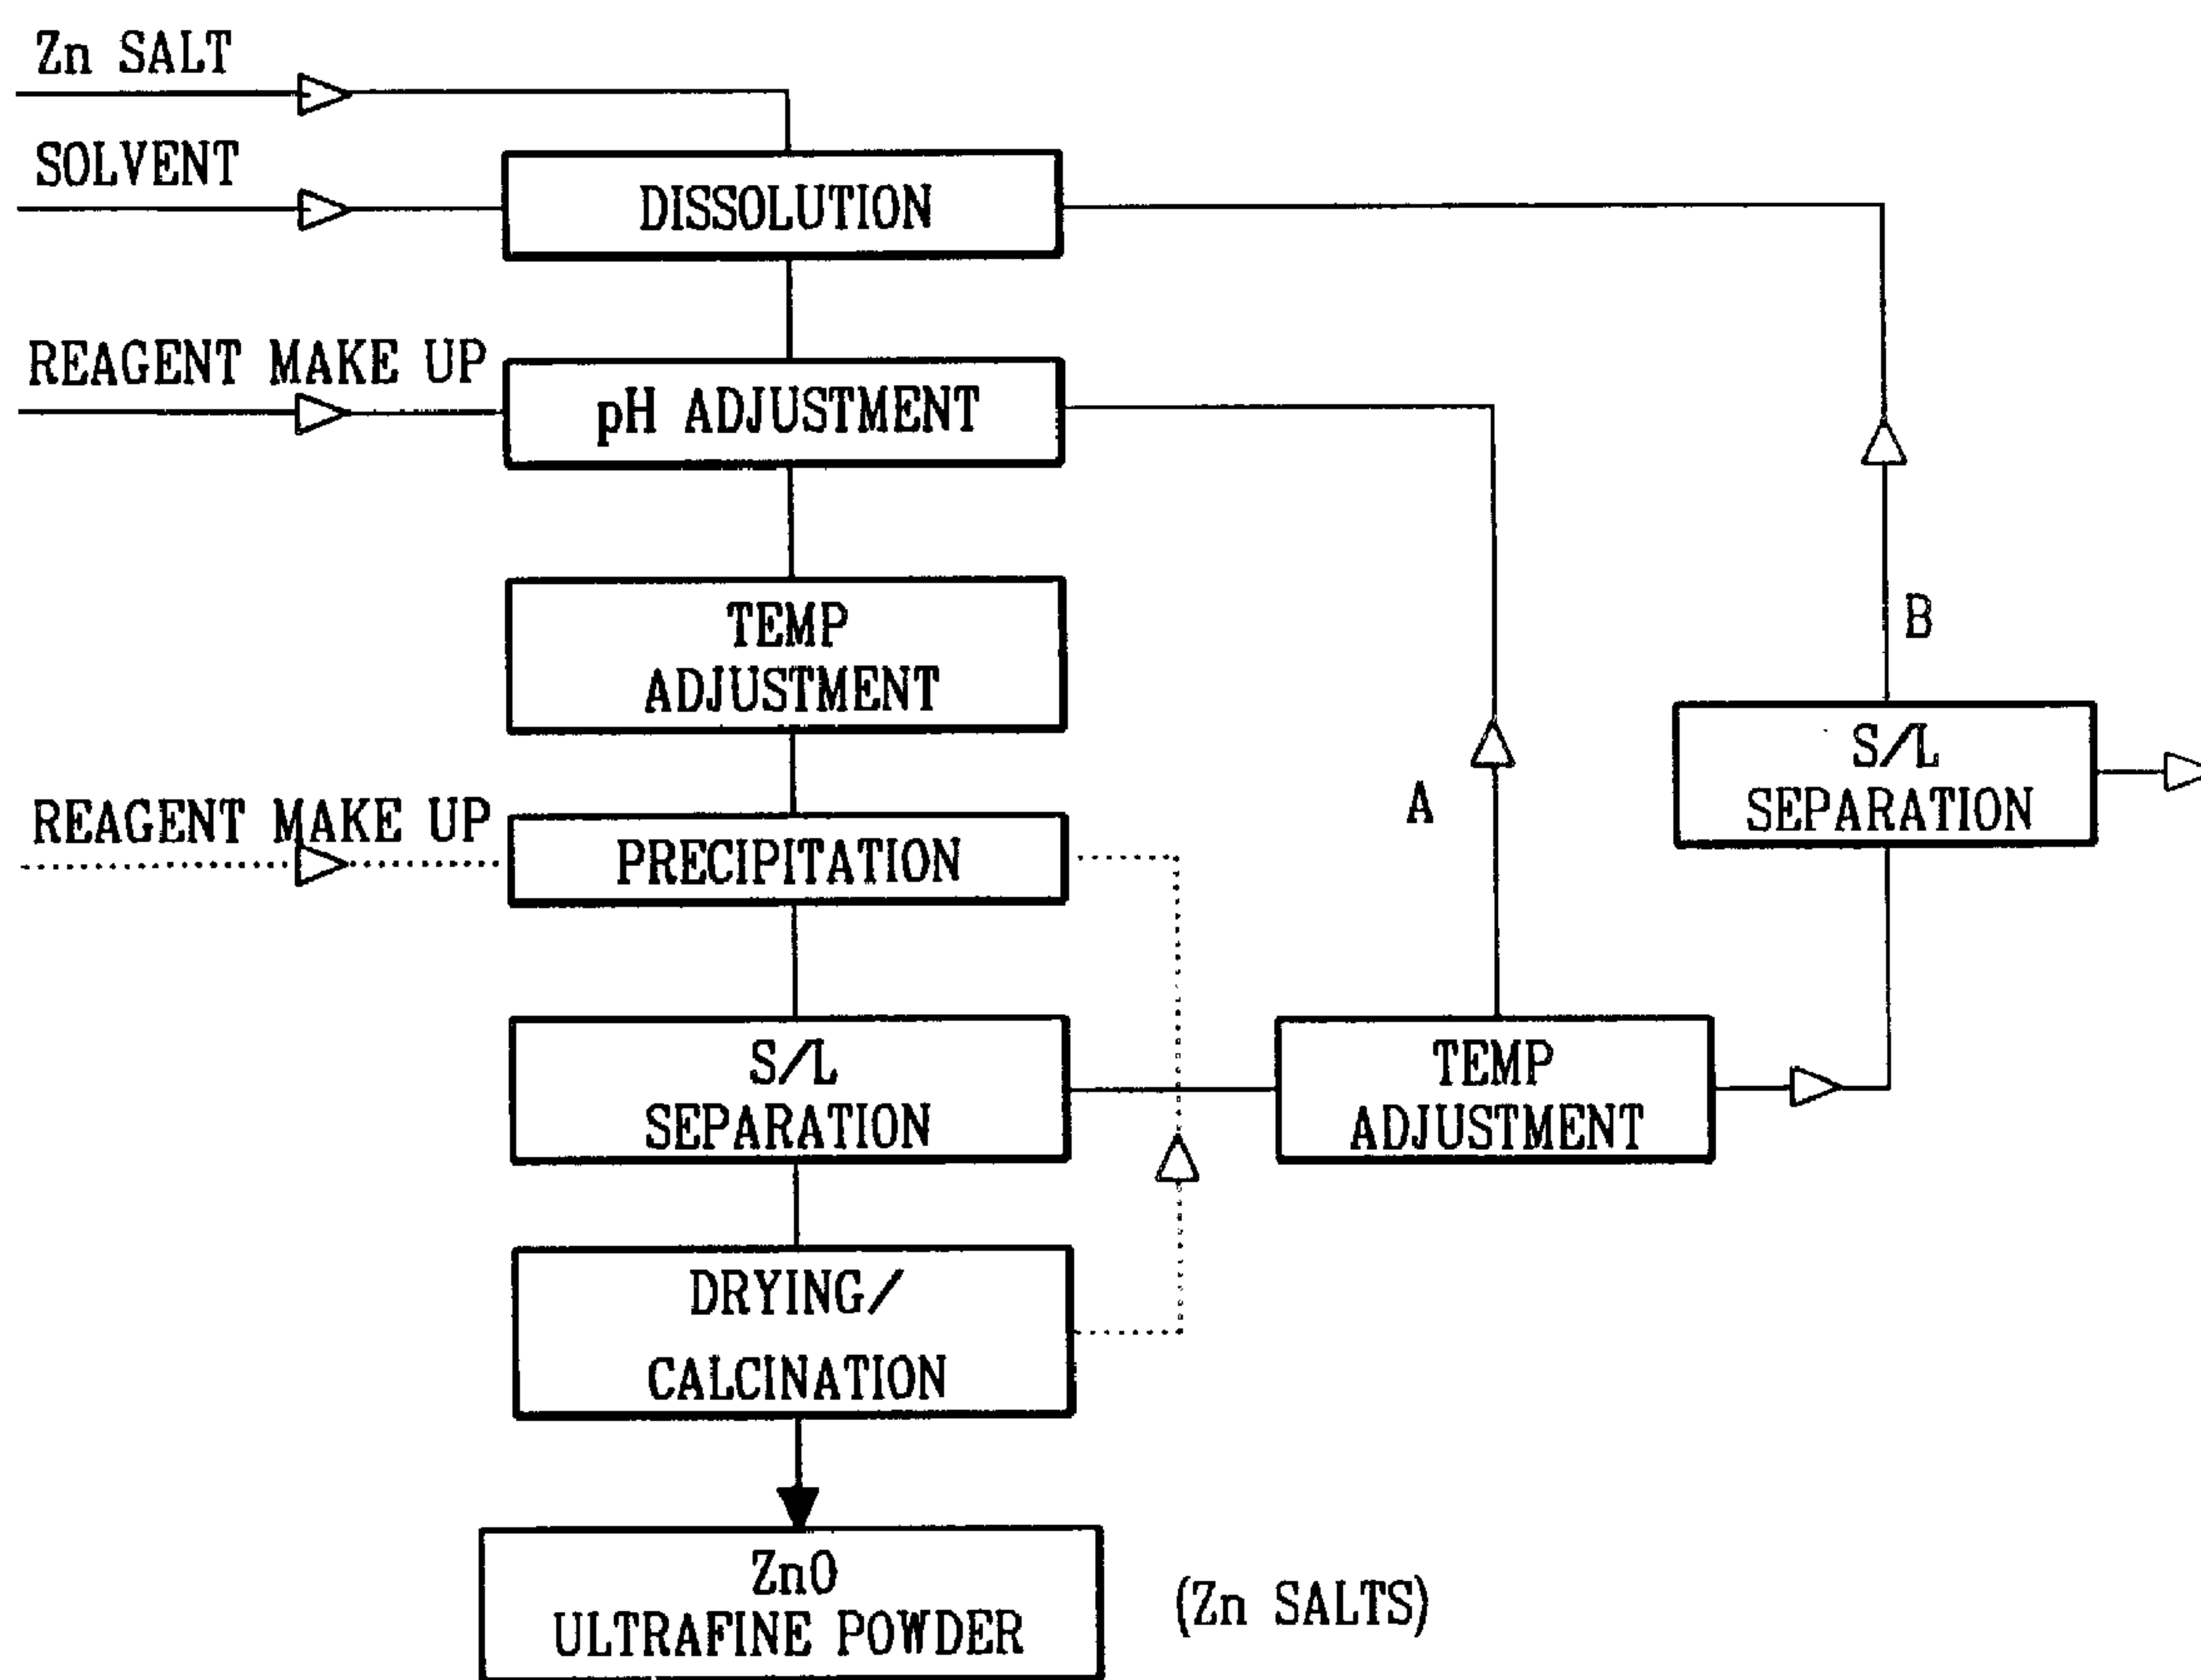 Zn SALT
SOLVENT
DISSOLUTION
REAGENT MAKE UP
pH ADJUSTMENT
TEMP
ADJUSTMENT
B
S/L
SEPARATION
A
REAGENT MAKE UP
PRECIPITATION
S/L
SEPARATION
TEMP
ADJUSTMENT
DRYING/
CALCINATION
ZnO
ULTRAFINE POWDER
(Zn SALTS)